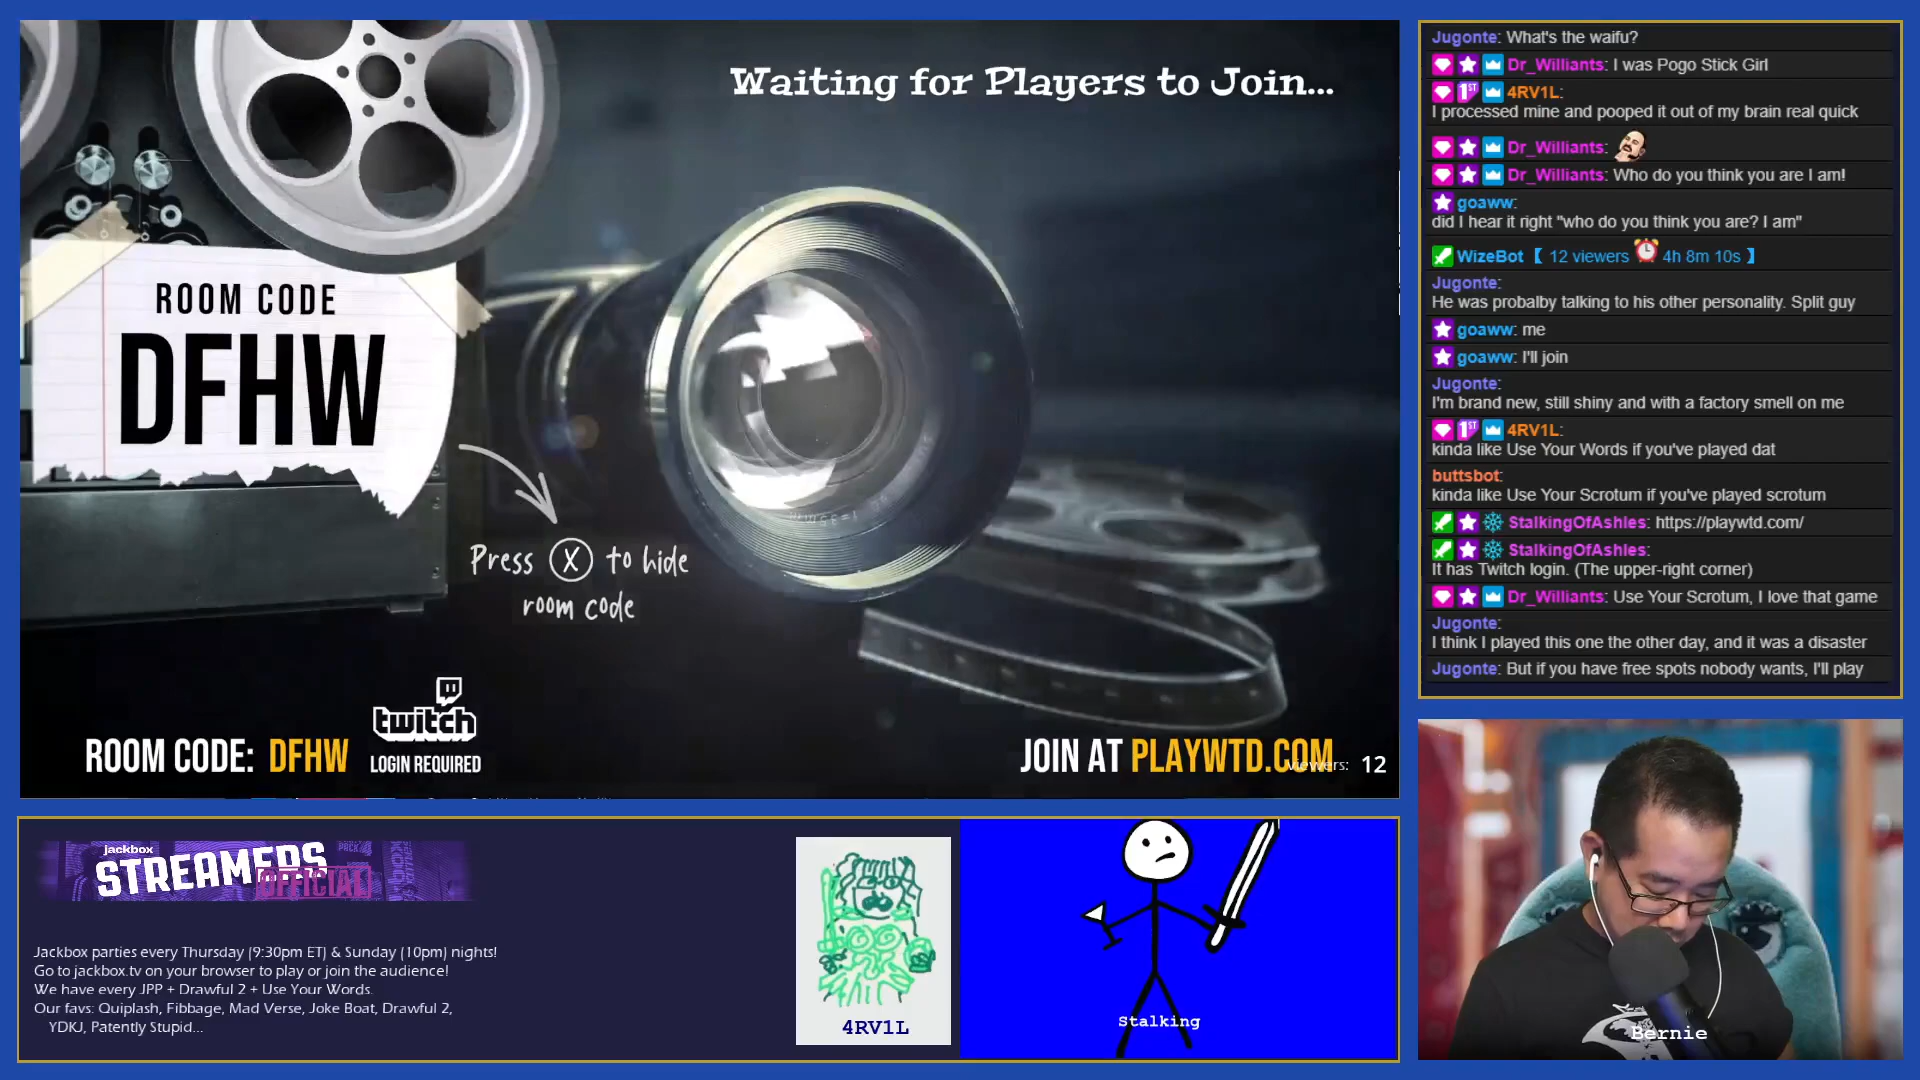 Waiting for Players to Join...
ROOM CODE
DFHW
Press X to hide
room code
twitch
ROOM CODE: DFHW
LOGIN REQUIRED
JOIN AT PLAYWTD.COM
viewers: 12
Jugonte: What's the waifu?
Dr_Williants: I was Pogo Stick Girl
1ST 4RV1L:
I processed mine and pooped it out of my brain real quick
Dr_Williants:
Dr_Williants: Who do you think you are I am!
goaww:
did I hear it right "who do you think you are? I am"
WizeBot【 12 viewers 4h 8m 10s 】
Jugonte:
He was probalby talking to his other personality. Split guy
goaww: me
goaww: I'll join
Jugonte:
I'm brand new, still shiny and with a factory smell on me
1ST 4RV1L:
kinda like Use Your Words if you've played dat
buttsbot:
kinda like Use Your Scrotum if you've played scrotum
StalkingOfAshles: https://playwtd.com/
StalkingOfAshles:
It has Twitch login. (The upper-right corner)
Dr_Williants: Use Your Scrotum, I love that game
Jugonte:
I think I played this one the other day, and it was a disaster
Jugonte: But if you have free spots nobody wants, I'll play
jackbox
STREAMERS
OFFICIAL
Jackbox parties every Thursday (9:30pm ET) & Sunday (10pm) nights!
Go to jackbox.tv on your browser to play or join the audience!
We have every JPP + Drawful 2 + Use Your Words.
Our favs: Quiplash, Fibbage, Mad Verse, Joke Boat, Drawful 2,
YDKJ, Patently Stupid...
4RV1L
Stalking
Bernie